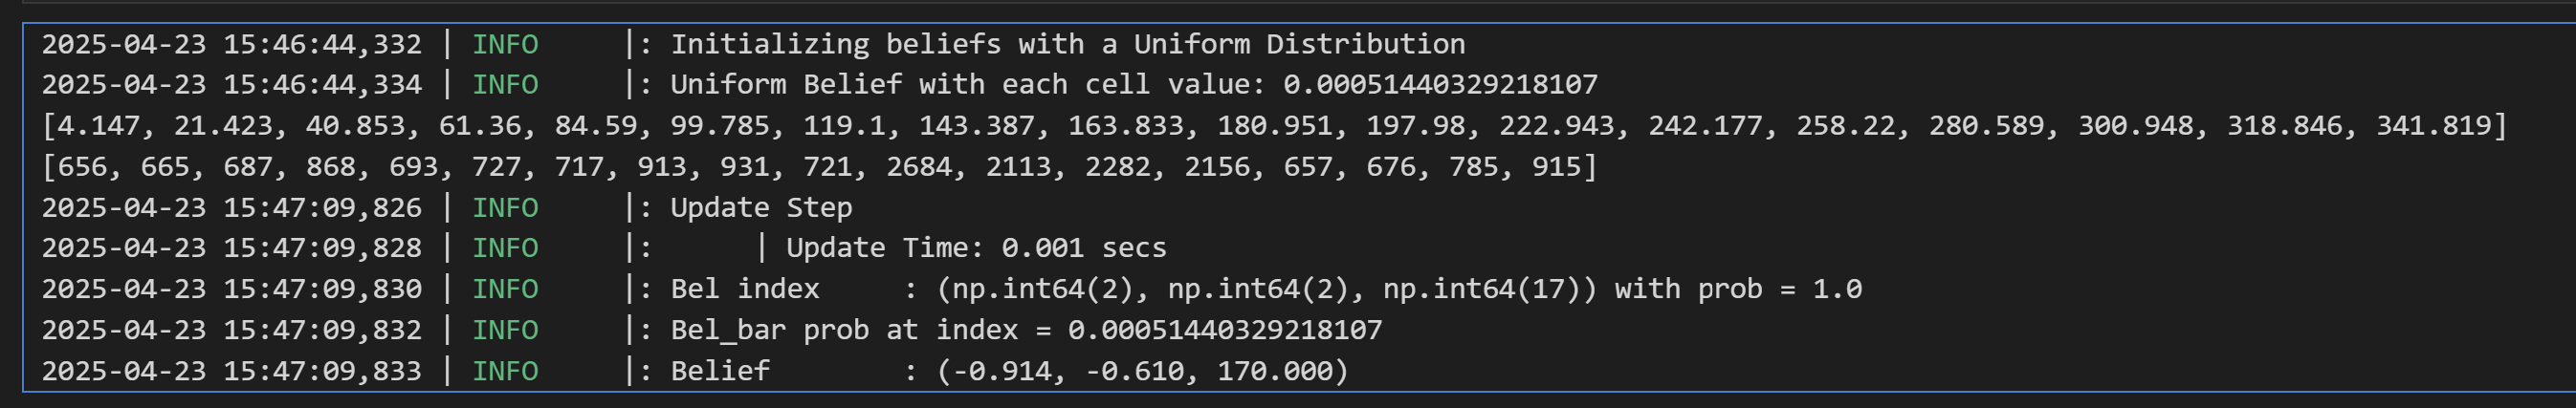 2025-04-23 15:46:44,332 | INFO     |: Initializing beliefs with a Uniform Distribution
2025-04-23 15:46:44,334 | INFO     |: Uniform Belief with each cell value: 0.00051440329218107
[4.147, 21.423, 40.853, 61.36, 84.59, 99.785, 119.1, 143.387, 163.833, 180.951, 197.98, 222.943, 242.177, 258.22, 280.589, 300.948, 318.846, 341.819]
[656, 665, 687, 868, 693, 727, 717, 913, 931, 721, 2684, 2113, 2282, 2156, 657, 676, 785, 915]
2025-04-23 15:47:09,826 | INFO     |: Update Step
2025-04-23 15:47:09,828 | INFO     |:      | Update Time: 0.001 secs
2025-04-23 15:47:09,830 | INFO     |: Bel index     : (np.int64(2), np.int64(2), np.int64(17)) with prob = 1.0
2025-04-23 15:47:09,832 | INFO     |: Bel_bar prob at index = 0.00051440329218107
2025-04-23 15:47:09,833 | INFO     |: Belief        : (-0.914, -0.610, 170.000)